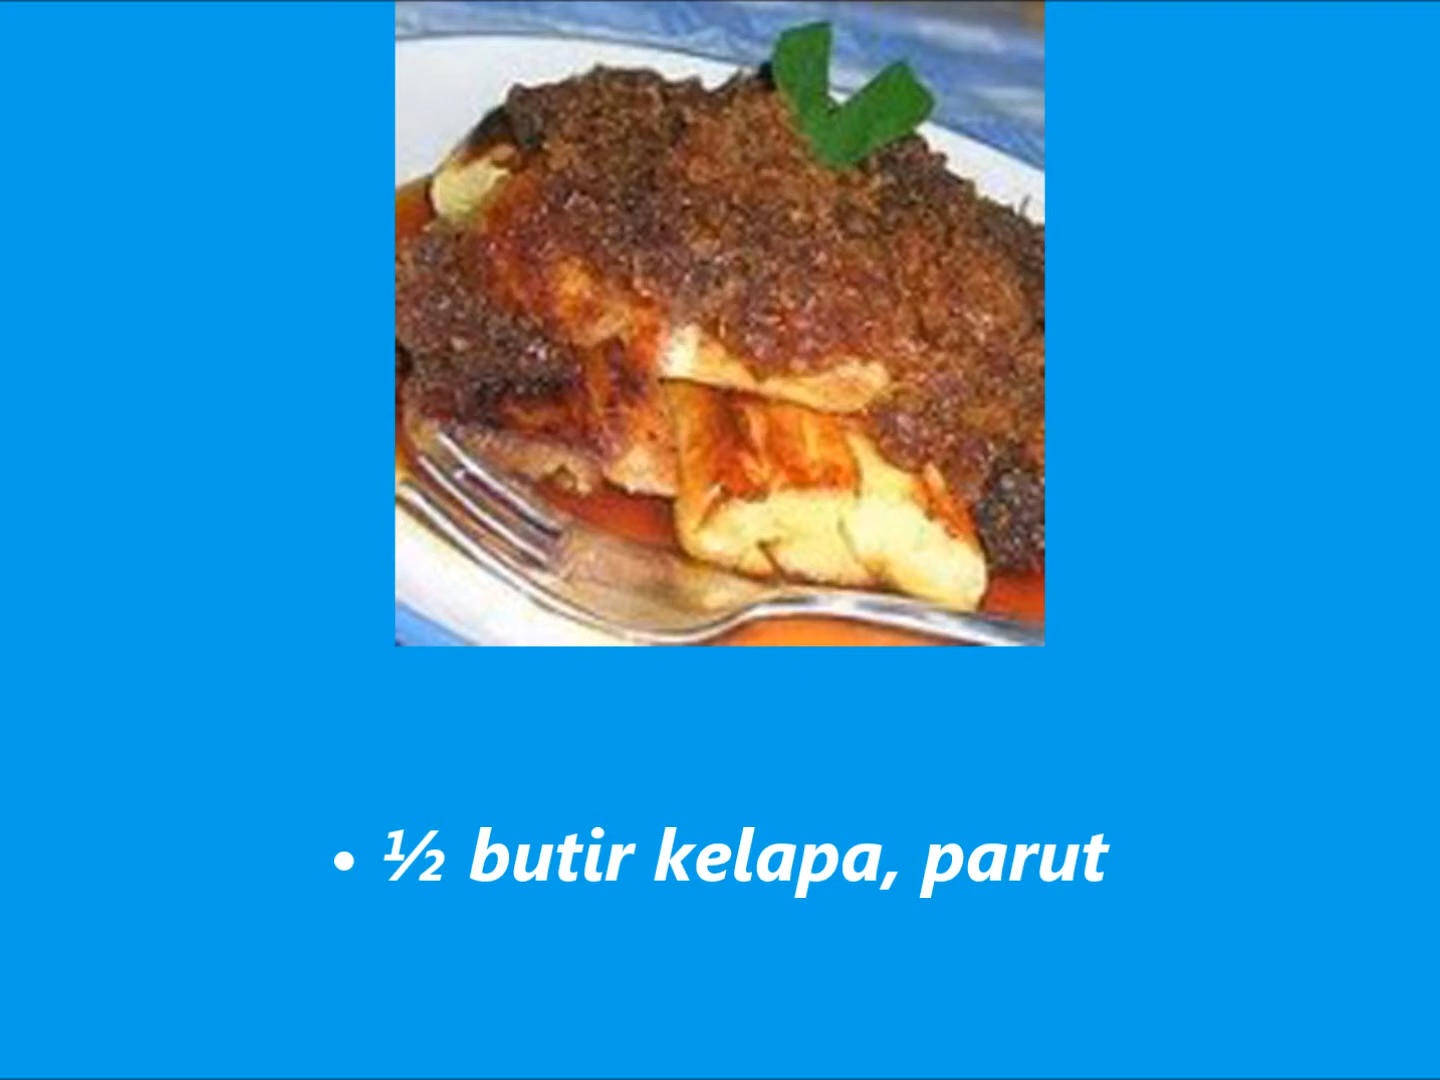 • ½ butir kelapa, parut